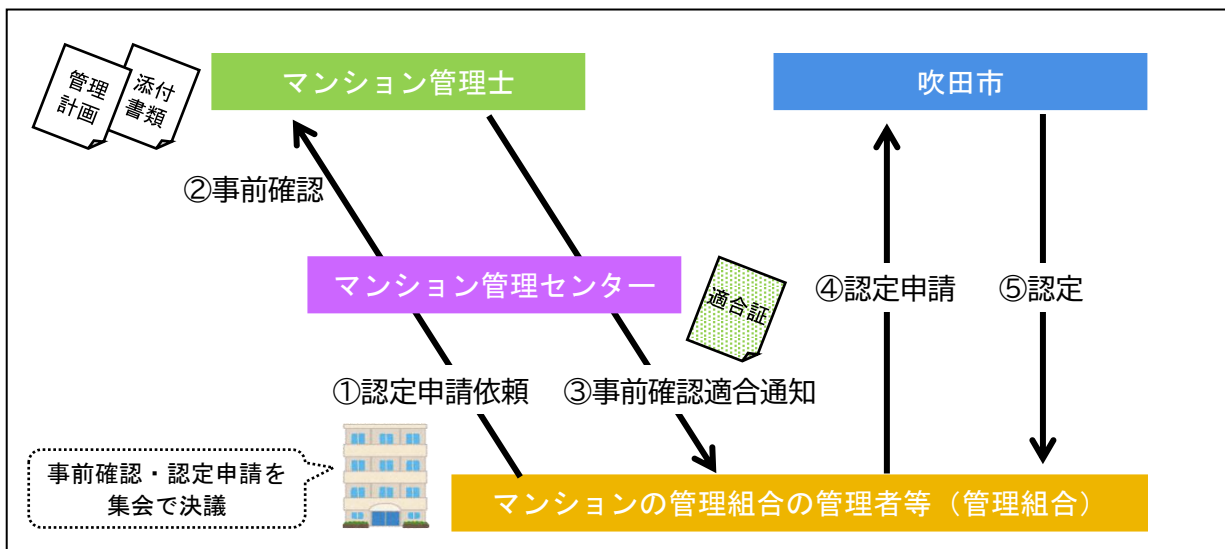 管理
計画
添付
書類
マンション管理士
吹田市
②事前確認
マンション管理センター
適合証
④認定申請
⑤認定
①認定申請依頼
③事前確認適合通知
事前確認・認定申請を
集会で決議
マンションの管理組合の管理者等（管理組合）